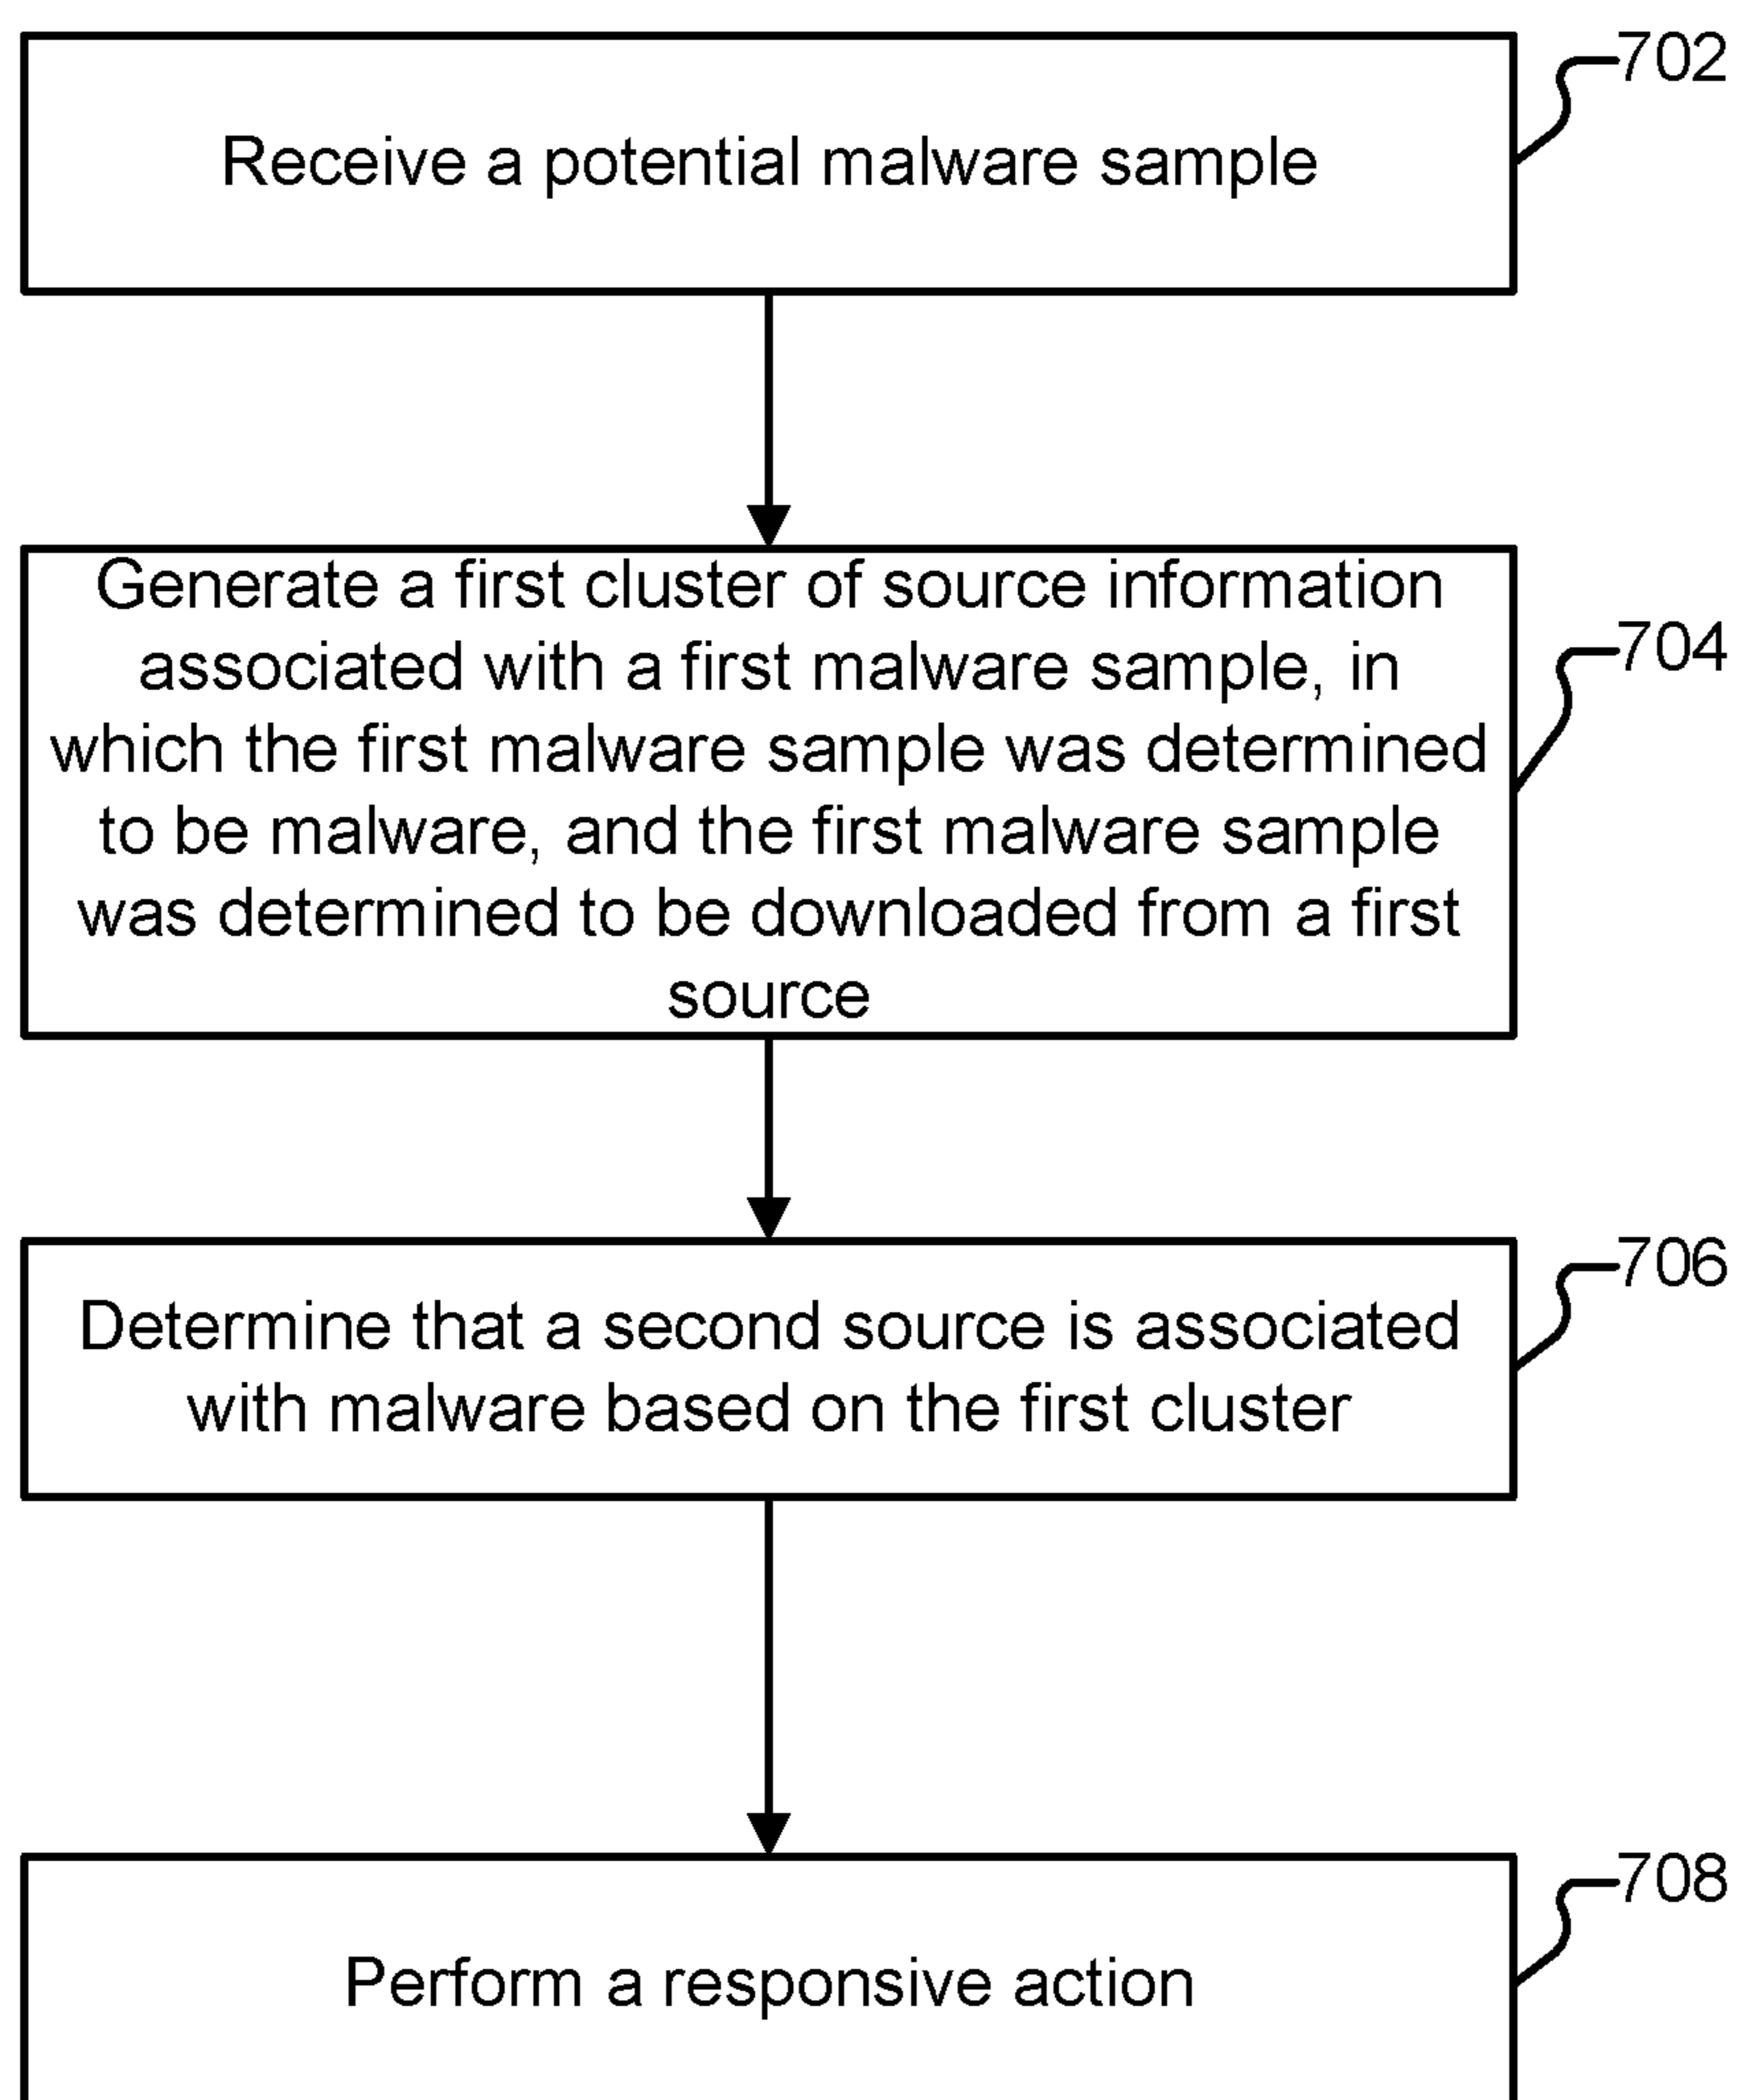 702
Receive a potential malware sample
Generate a first cluster of source information
704
associated with a first malware sample, in
which the first malware sample was determined
to be malware, and the first malware sample
was determined to be downloaded from a first
source
706
Determine that a second source is associated
with malware based on the first cluster
708
Perform a responsive action